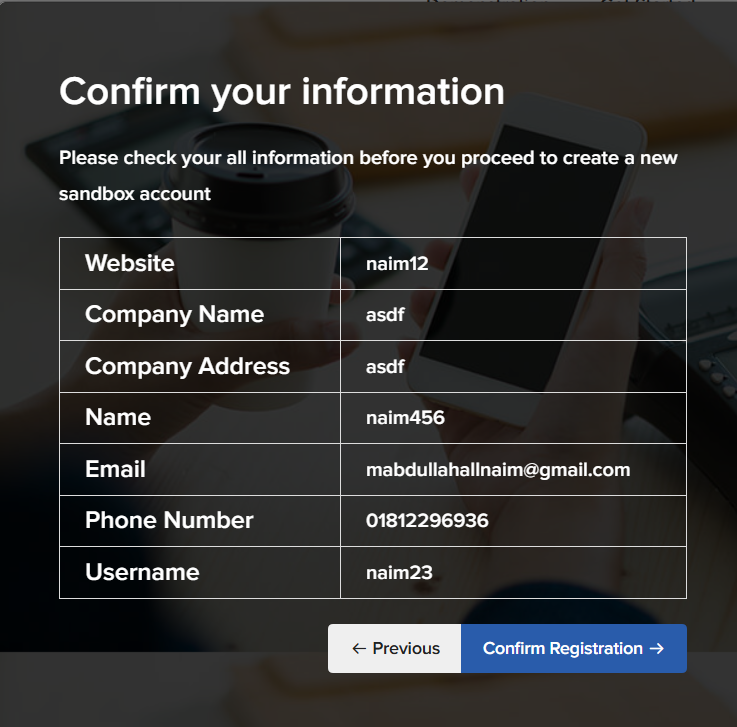 Confirm your information
Please check your all information before you proceed to create a new
sandbox account
Website naim12
Company Name asdf
Company Address asdf
Name naim456
Email mabdullahallnaim@gmail.com
Phone Number 01812296936
Username naim23
← Previous Confirm Registration →